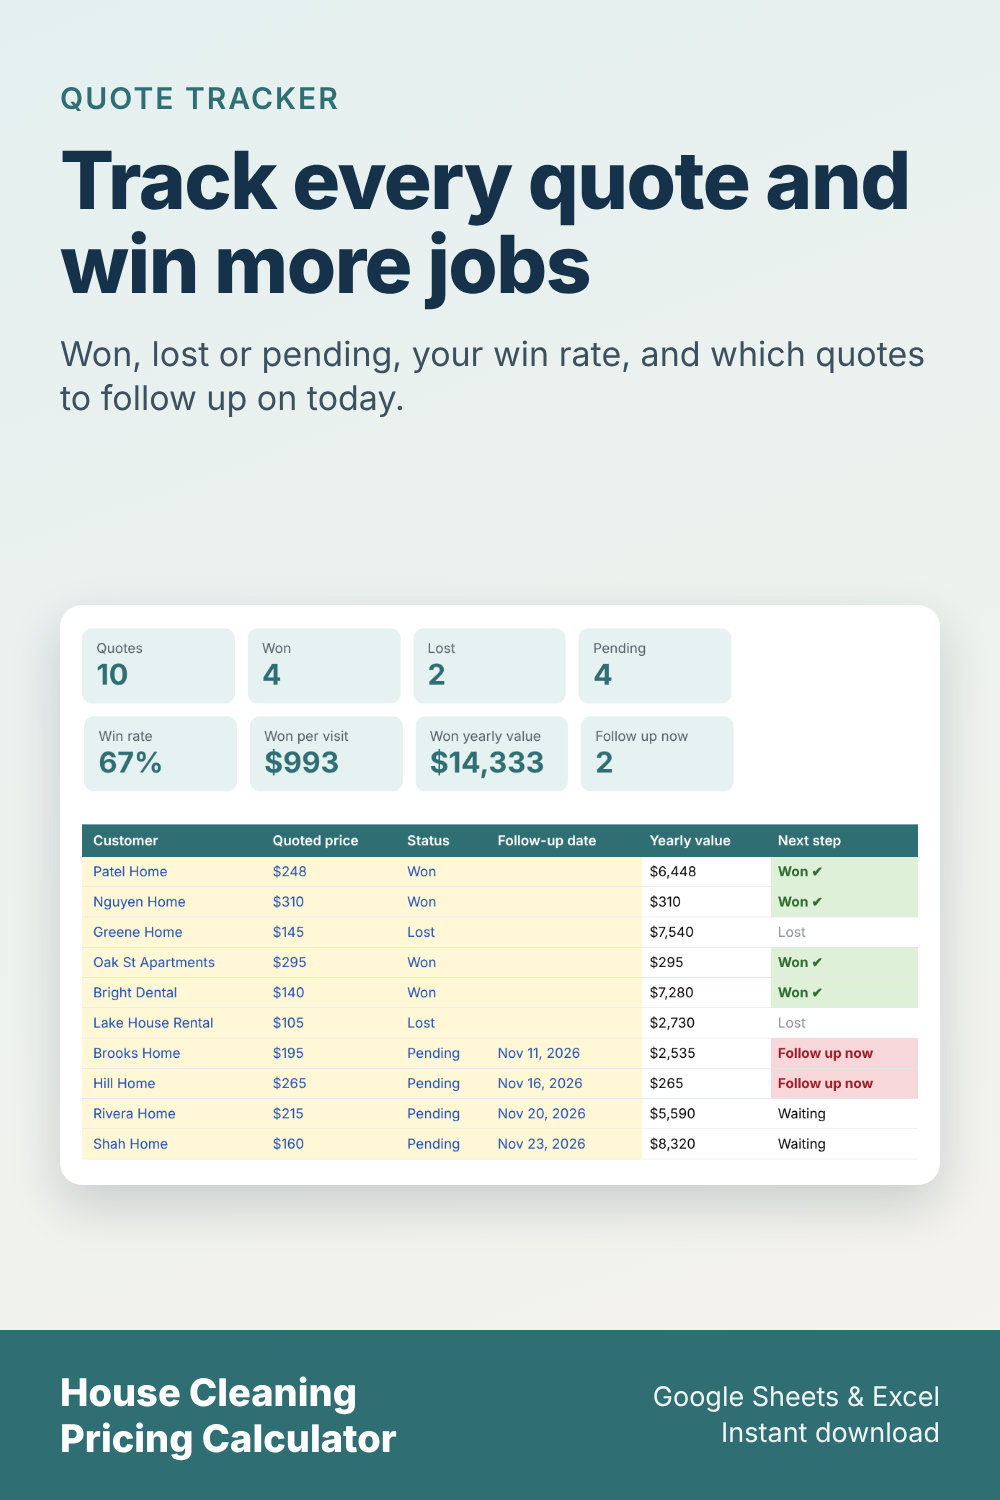 QUOTE TRACKER
Track every quote and
win more jobs
Won, lost or pending, your win rate, and which quotes
to follow up on today.
Quotes Won Lost Pending
10 4 2 4
Win rate Won per visit Won yearly value Follow up now
67% $993 $14,333 2
Customer Quoted price Status Follow-up date Yearly value Next step
Patel Home $248 Won $6,448 Won ✔
Nguyen Home $310 Won $310 Won ✔
Greene Home $145 Lost $7,540 Lost
Oak St Apartments $295 Won $295 Won ✔
Bright Dental $140 Won $7,280 Won ✔
Lake House Rental $105 Lost $2,730 Lost
Brooks Home $195 Pending Nov 11, 2026 $2,535 Follow up now
Hill Home $265 Pending Nov 16, 2026 $265 Follow up now
Rivera Home $215 Pending Nov 20, 2026 $5,590 Waiting
Shah Home $160 Pending Nov 23, 2026 $8,320 Waiting
House Cleaning
Pricing Calculator
Google Sheets & Excel
Instant download